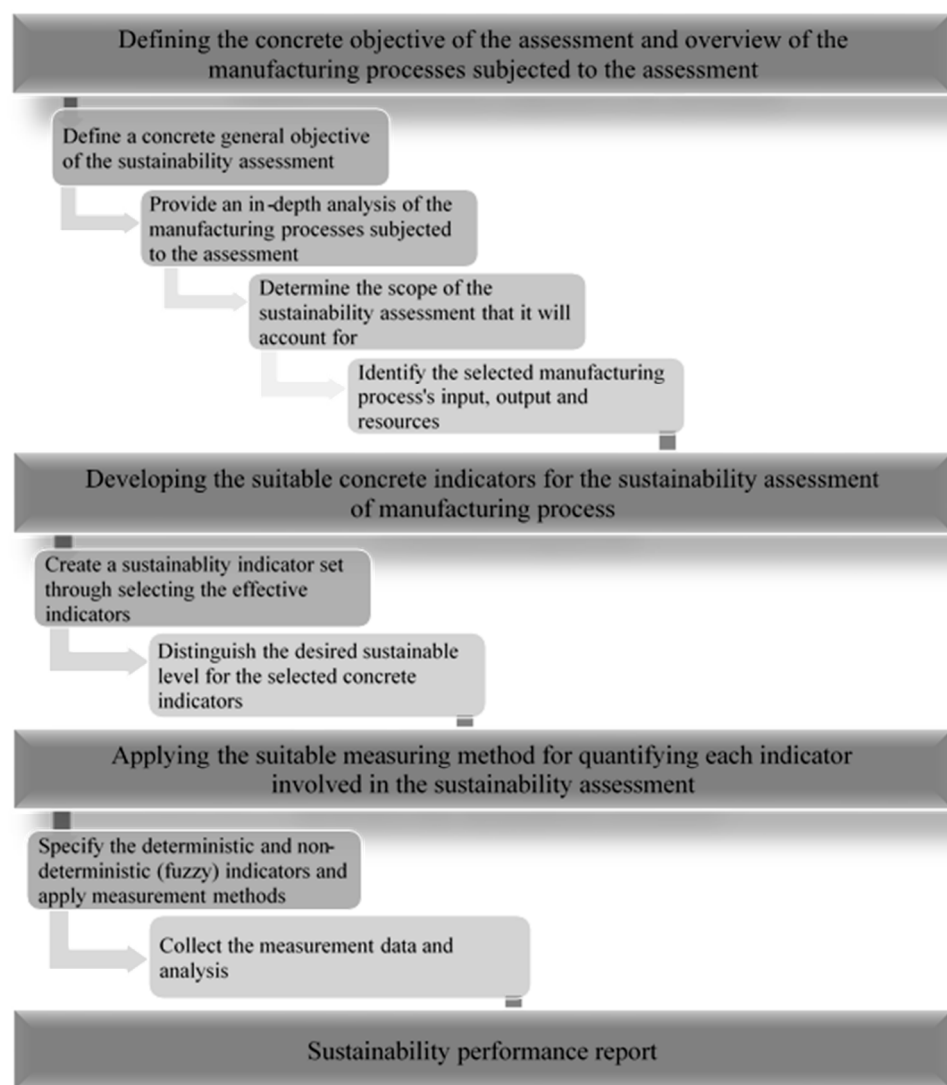 Defining the concrete objective of the assessment and overview of the
manufacturing processes subjected to the assessment
Define a concrete general objective
of the sustainability assessment
Provide an in-depth analysis of the
manufacturing processes subjected
to the assessment
Determine the scope of the
sustainability assessment that it will
account for
Identify the selected manufacturing
process's input, output and
resources
Developing the suitable concrete indicators for the sustainability assessment
of manufacturing process
Create a sustainablity indicator set
through selecting the effective
indicators
Distinguish the desired sustainable
level for the selected concrete
indicators
Applying the suitable measuring method for quantifying each indicator
involved in the sustainability assessment
Specify the deterministic and non-
deterministic (fuzzy) indicators and
apply measurement methods
Collect the measurement data and
analysis
Sustainability performance report